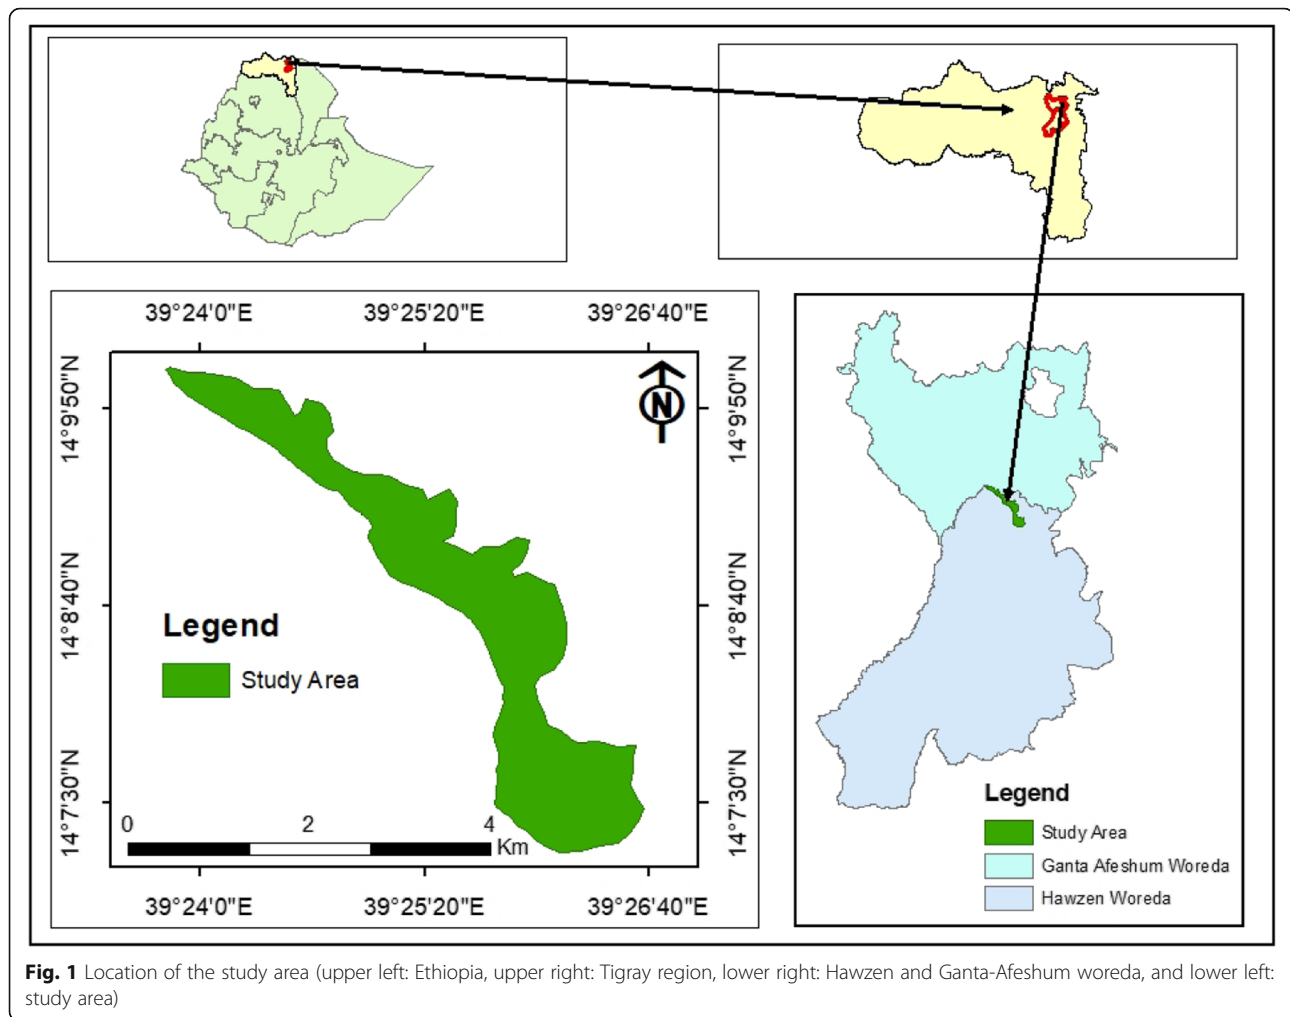 39°24'0"E 39°25'20"E 39°26'40"E
14°9'50"N
14°8'40"N
14°7'30"N
N
14°9'50"N
14°8'40"N
14°7'30"N
Legend
Study Area
0 2 4
Km
39°24'0"E 39°25'20"E 39°26'40"E
Legend
Study Area
Ganta Afeshum Woreda
Hawzen Woreda
Fig. 1 Location of the study area (upper left: Ethiopia, upper right: Tigray region, lower right: Hawzen and Ganta-Afeshum woreda, and lower left:
study area)